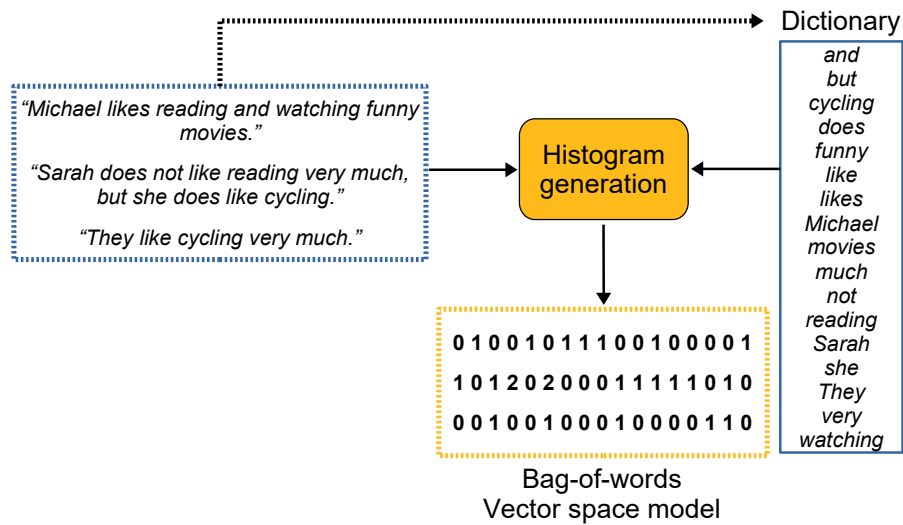 Dictionary
“Michael likes reading and watching funny
movies.”
“Sarah does not like reading very much,
but she does like cycling.”
“They like cycling very much.”
Histogram
generation
and
but
cycling
does
funny
like
likes
Michael
movies
much
not
reading
Sarah
she
They
very
watching
0 1 0 0 1 0 1 1 1 0 0 1 0 0 0 0 1
1 0 1 2 0 2 0 0 0 1 1 1 1 1 0 1 0
0 0 1 0 0 1 0 0 0 1 0 0 0 0 1 1 0
Bag-of-words
Vector space model